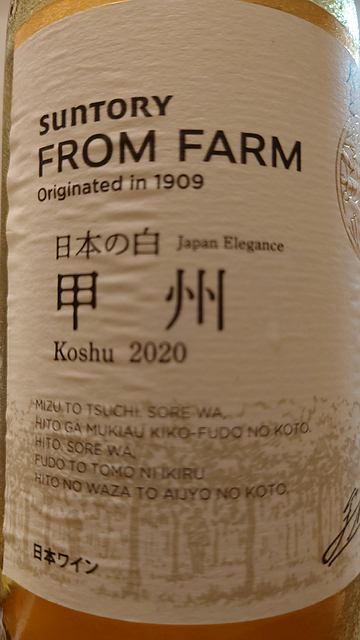 SUNTORY
FROM FARM
Originated in 1909
日本の白 Japan Elegance
甲州
Koshu 2020
MIZU TO TSUCHI. SORE WA,
HITO GA MUKIAU KIKO-FUDO NO KOTO.
HITO, SORE WA,
FUDO TO TOMO NI IKIRU
HITO NO WAZA TO AIJYO NO KOTO.
日本ワイン